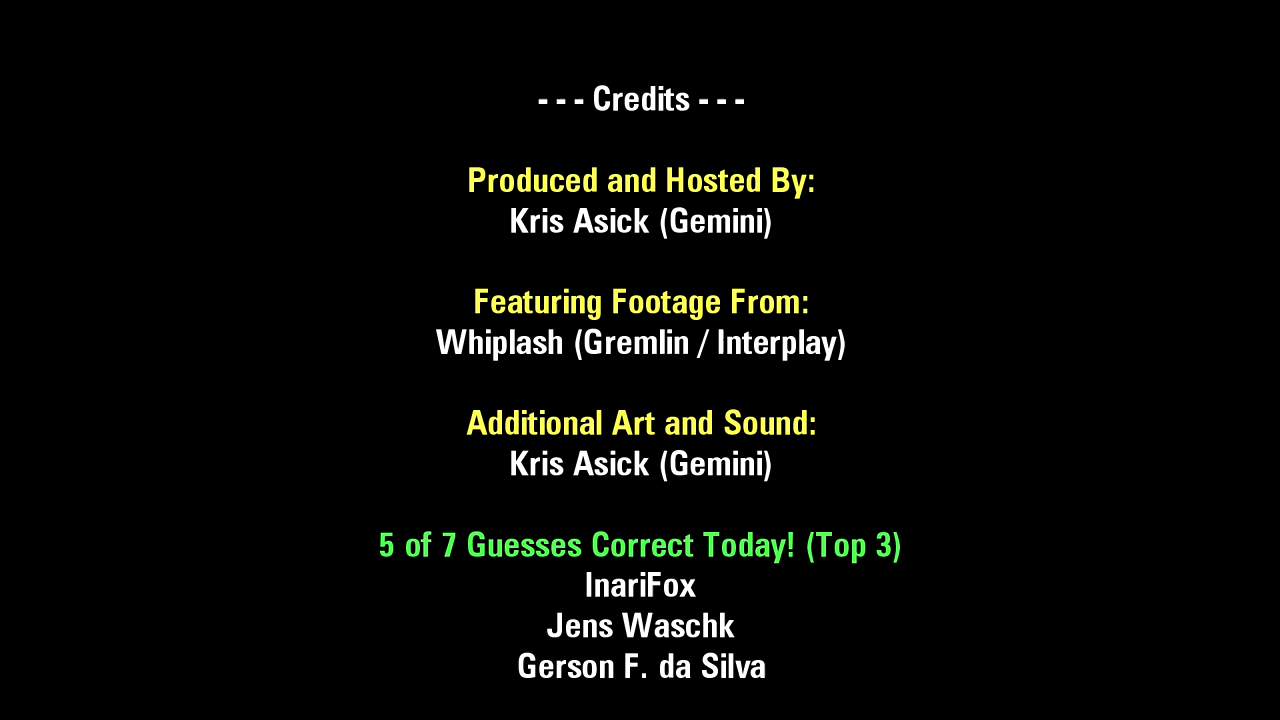 - - - Credits - - -
Produced and Hosted By:
Kris Asick (Gemini)
Featuring Footage From:
Whiplash (Gremlin / Interplay)
Additional Art and Sound:
Kris Asick (Gemini)
5 of 7 Guesses Correct Today! (Top 3)
InariFox
Jens Waschk
Gerson F. da Silva